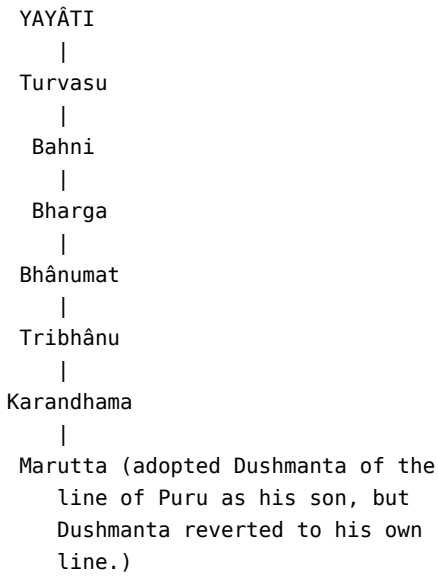 YAYÂTI
|
Turvasu
|
Bahni
|
Bharga
|
Bhânumat
|
Tribhânu
|
Karandhama
|
Marutta (adopted Dushmanta of the
line of Puru as his son, but
Dushmanta reverted to his own
line.)